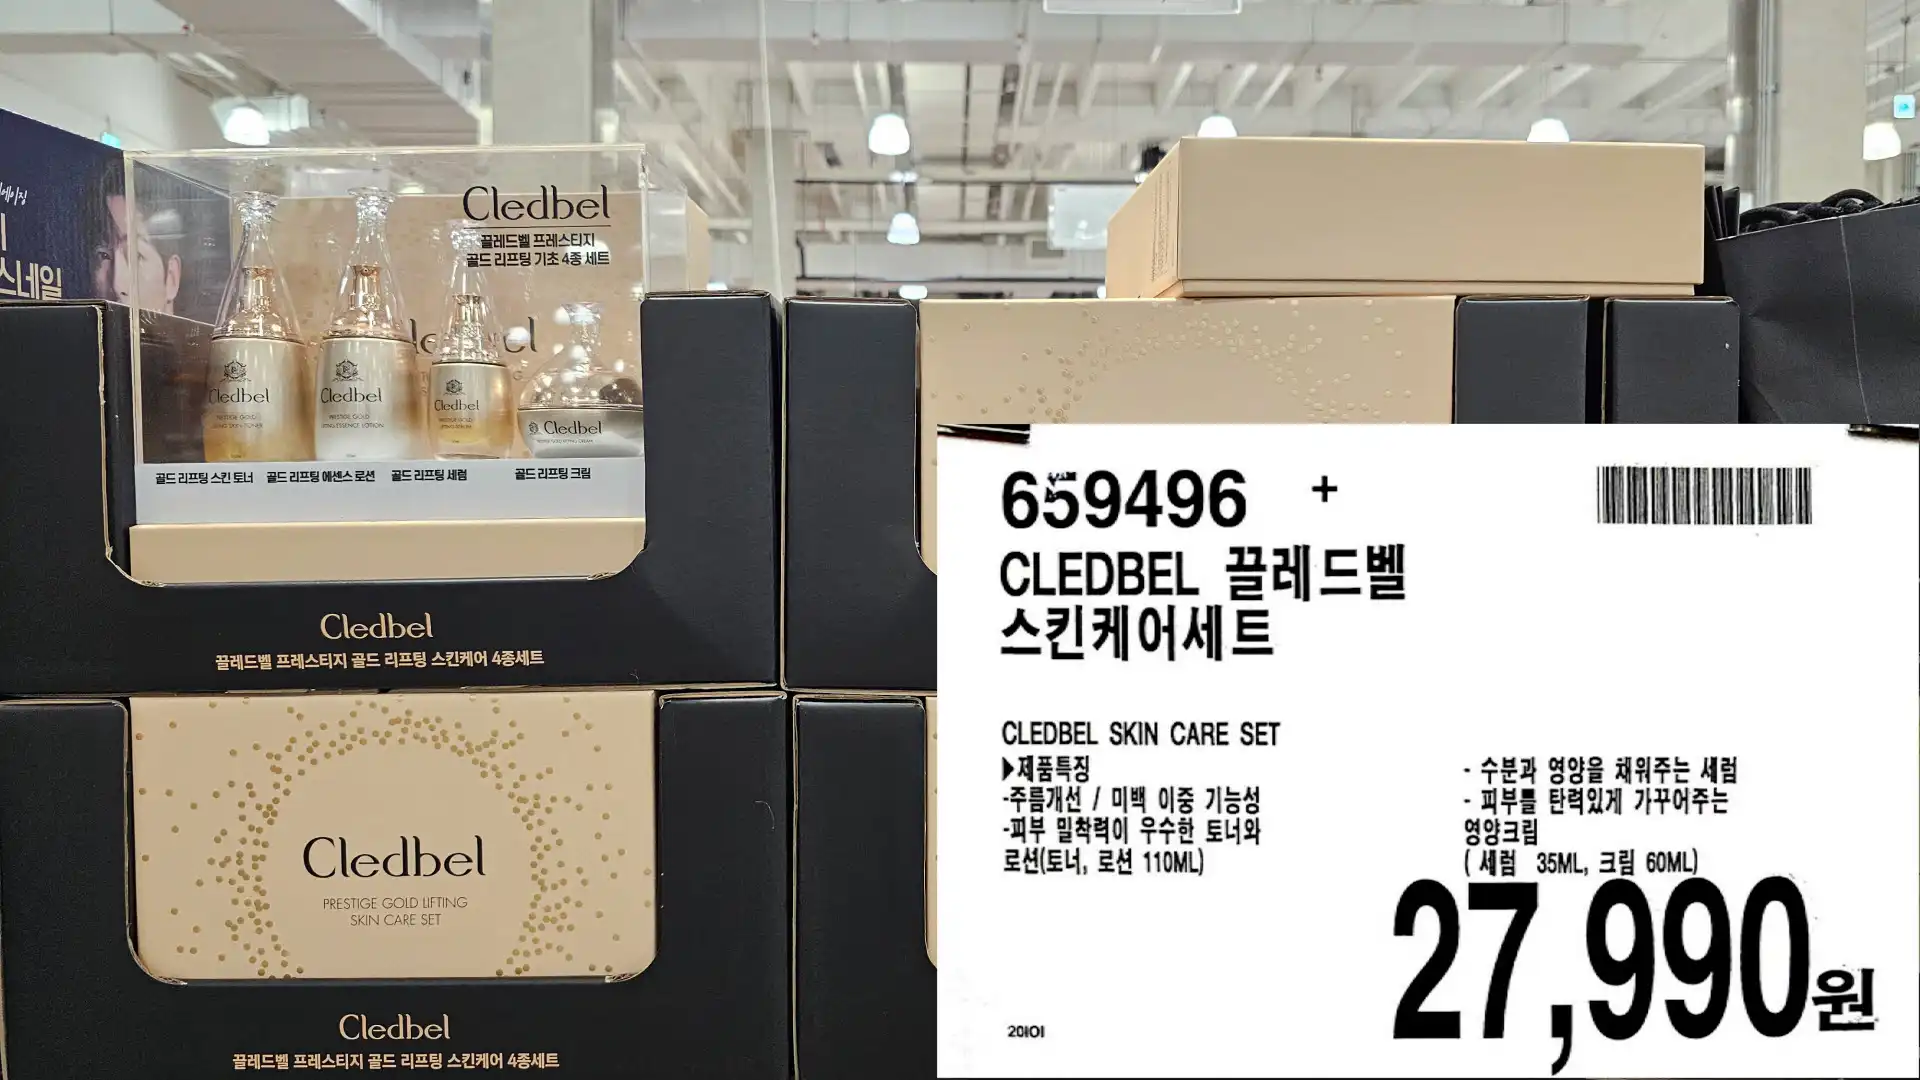 스네일
Cledbel
끌레드벨 프레스티지
골드 리프팅 기초 4종 세트
Cledbel
Cledbel
Cledbel
Cledbel
골드 리프팅 스킨 토너
골드 리프팅 에센스 로션
골드 리프팅 세럼
골드 리프팅 크림
Cledbel
끌레드벨 프레스티지 골드 리프팅 스킨케어 4종세트
Cledbel
PRESTIGE GOLD LIFTING
SKIN CARE SET
Cledbel
끌레드벨 프레스티지 골드 리프팅 스킨케어 4종세트
659496 +
CLEDBEL 끌레드벨
스킨케어세트
CLEDBEL SKIN CARE SET
▶제품특징
-주름개선 / 미백 이중 기능성
-피부 밀착력이 우수한 토너와
로션(토너, 로션 110ML)
- 수분과 영양을 채워주는 세럼
- 피부를 탄력있게 가꾸어주는
영양크림
( 세럼 35ML, 크림 60ML)
27,990원